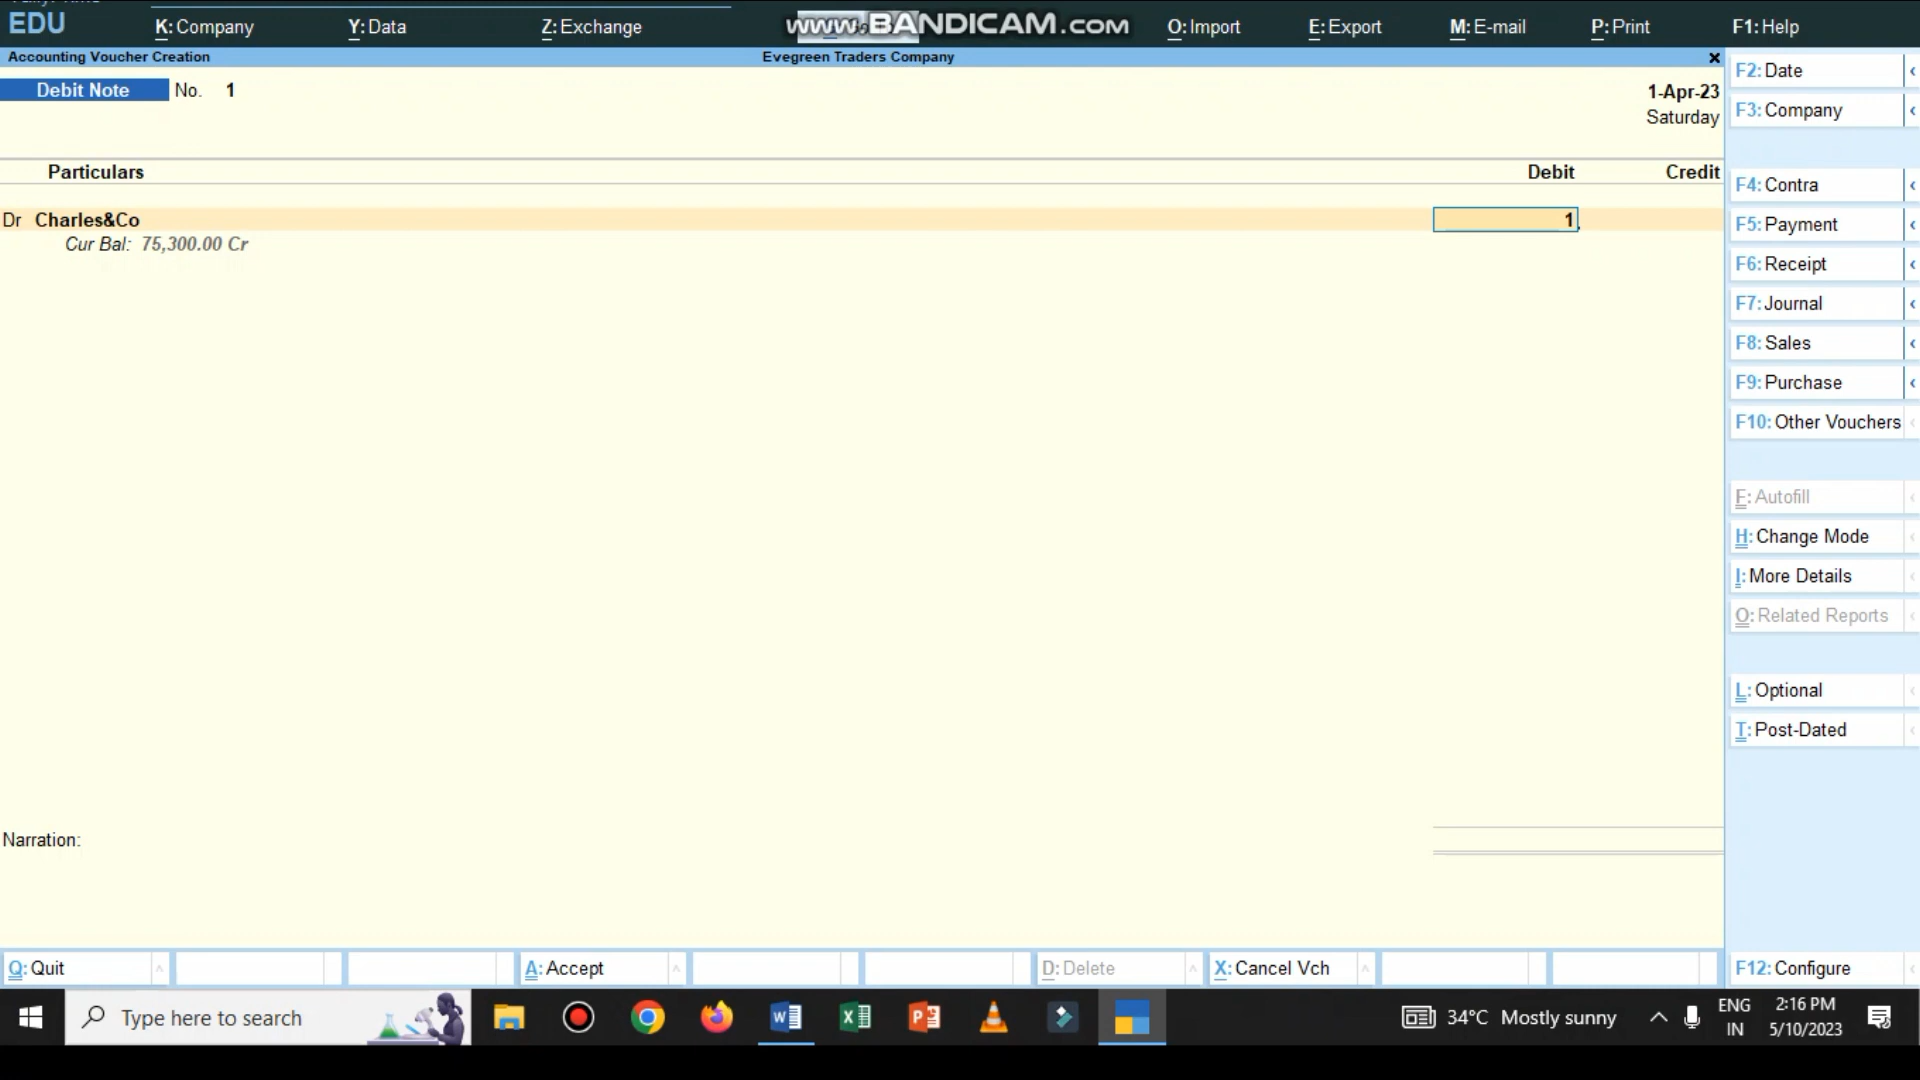 EDU
K: Company
Y: Data
Z: Exchange
www.BANDICAM.com
O: Import
E: Export
M: E-mail
P: Print
F1: Help
Accounting Voucher Creation
Evegreen Traders Company
Debit Note No. 1
1-Apr-23
Saturday
Particulars Debit Credit
Dr Charles&Co 1
Cur Bal: 75,300.00 Cr
Narration:
F2: Date
F3: Company
F4: Contra
F5: Payment
F6: Receipt
F7: Journal
F8: Sales
F9: Purchase
F10: Other Vouchers
F: Autofill
H: Change Mode
I: More Details
O: Related Reports
L: Optional
T: Post-Dated
Q: Quit
A: Accept
D: Delete
X: Cancel Vch
F12: Configure
Type here to search
34°C Mostly sunny
ENG
IN
2:16 PM
5/10/2023